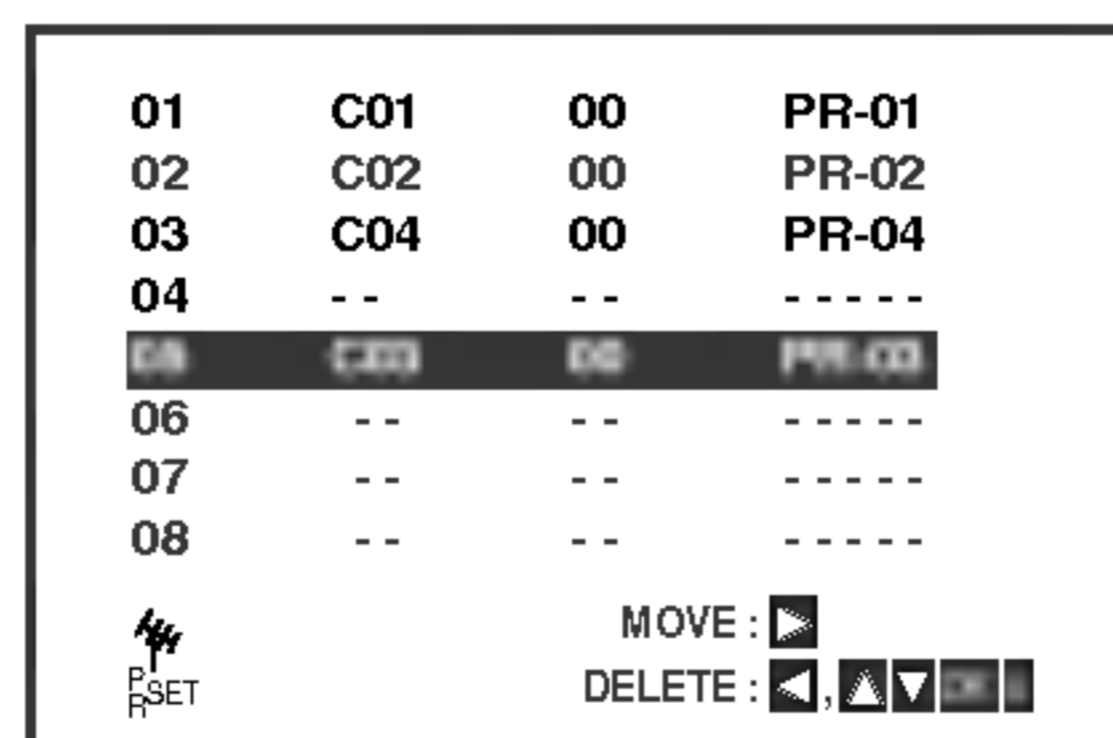 01 C01 00 PR-01
02 C02 00 PR-02
03 C04 00 PR-04
04 - - - - - - - - -
06 - - - - - - - - -
07 - - - - - - - - -
08 - - - - - - - - -
MOVE :
PR SET
DELETE : ,